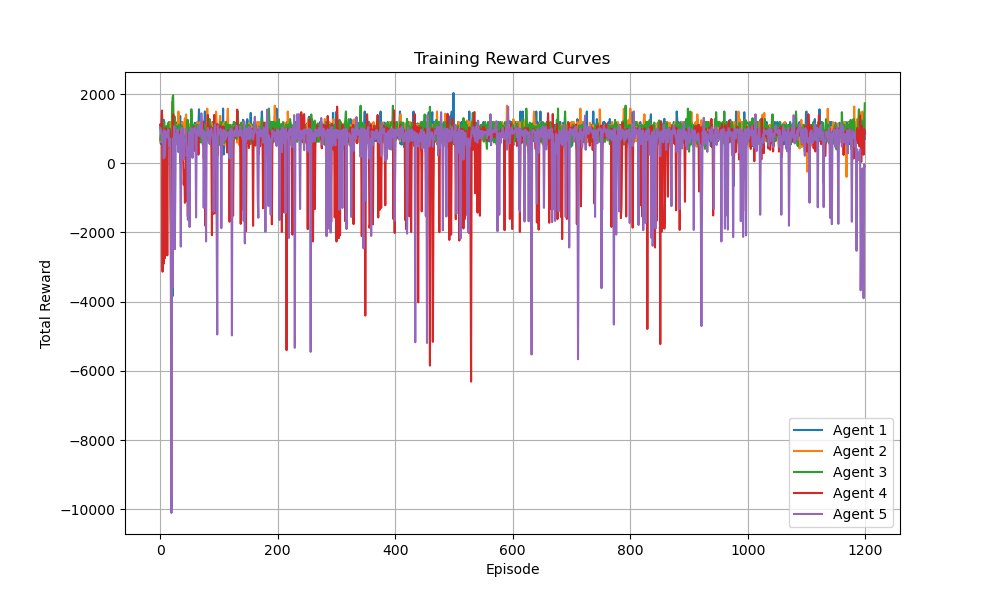 Training Reward Curves
2000
0
−2000
−4000
−6000
−8000
−10000
Total Reward
0 200 400 600 800 1000 1200
Episode
Agent 1
Agent 2
Agent 3
Agent 4
Agent 5